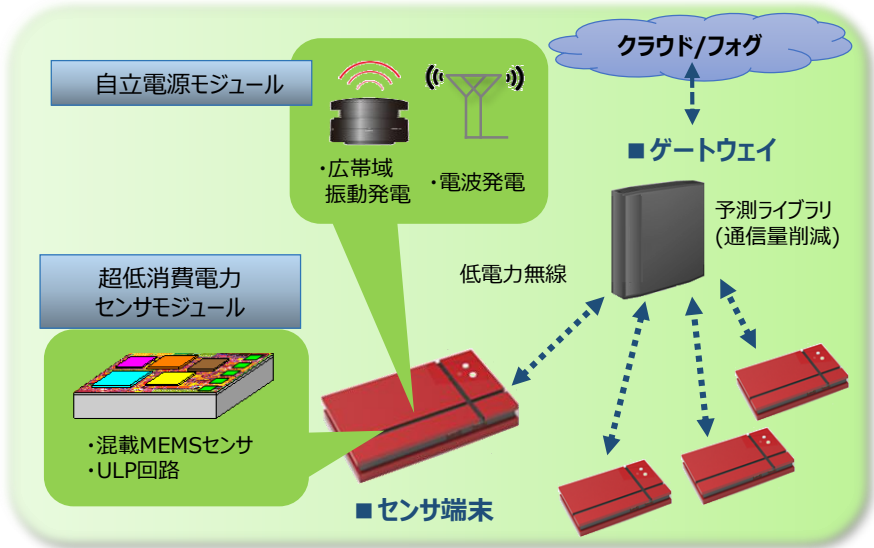 クラウド/フォグ
自立電源モジュール
・広帯域
振動発電
・電波発電
■ゲートウェイ
予測ライブラリ
(通信量削減)
低電力無線
超低消費電力
センサモジュール
・混載MEMSセンサ
・ULP回路
■センサ端末